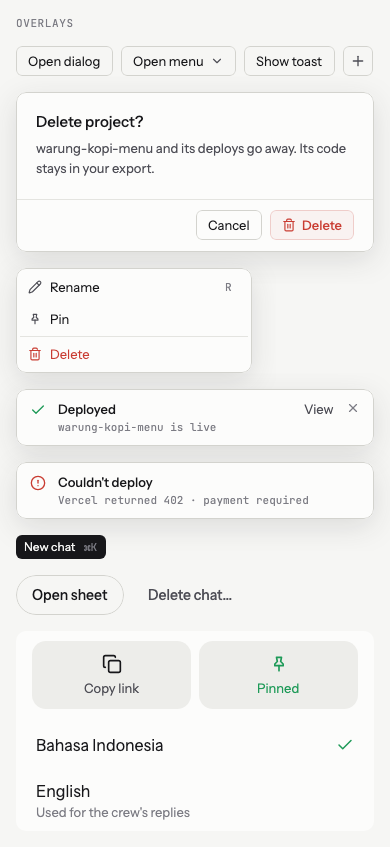 OVERLAYS
Open dialog
Open menu
Show toast
Delete project?
warung-kopi-menu and its deploys go away. Its code
stays in your export.
Cancel
Delete
Rename
R
Pin
Delete
Deployed
View
warung-kopi-menu is live
Couldn't deploy
Vercel returned 402 · payment required
New chat ⌘K
Open sheet
Delete chat...
Copy link
Pinned
Bahasa Indonesia
English
Used for the crew's replies